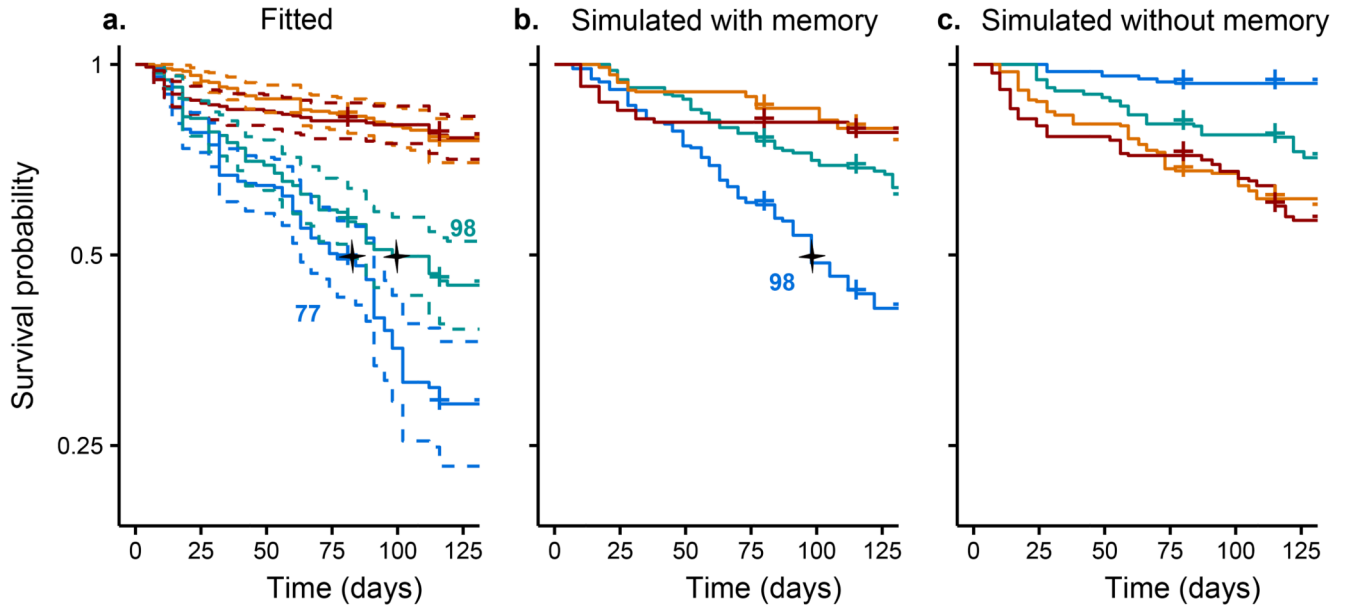 a. Fitted
b. Simulated with memory
c. Simulated without memory
Survival probability
1
0.5
0.25
98
77
98
0 25 50 75 100 125
0 25 50 75 100 125
0 25 50 75 100 125
Time (days)
Time (days)
Time (days)